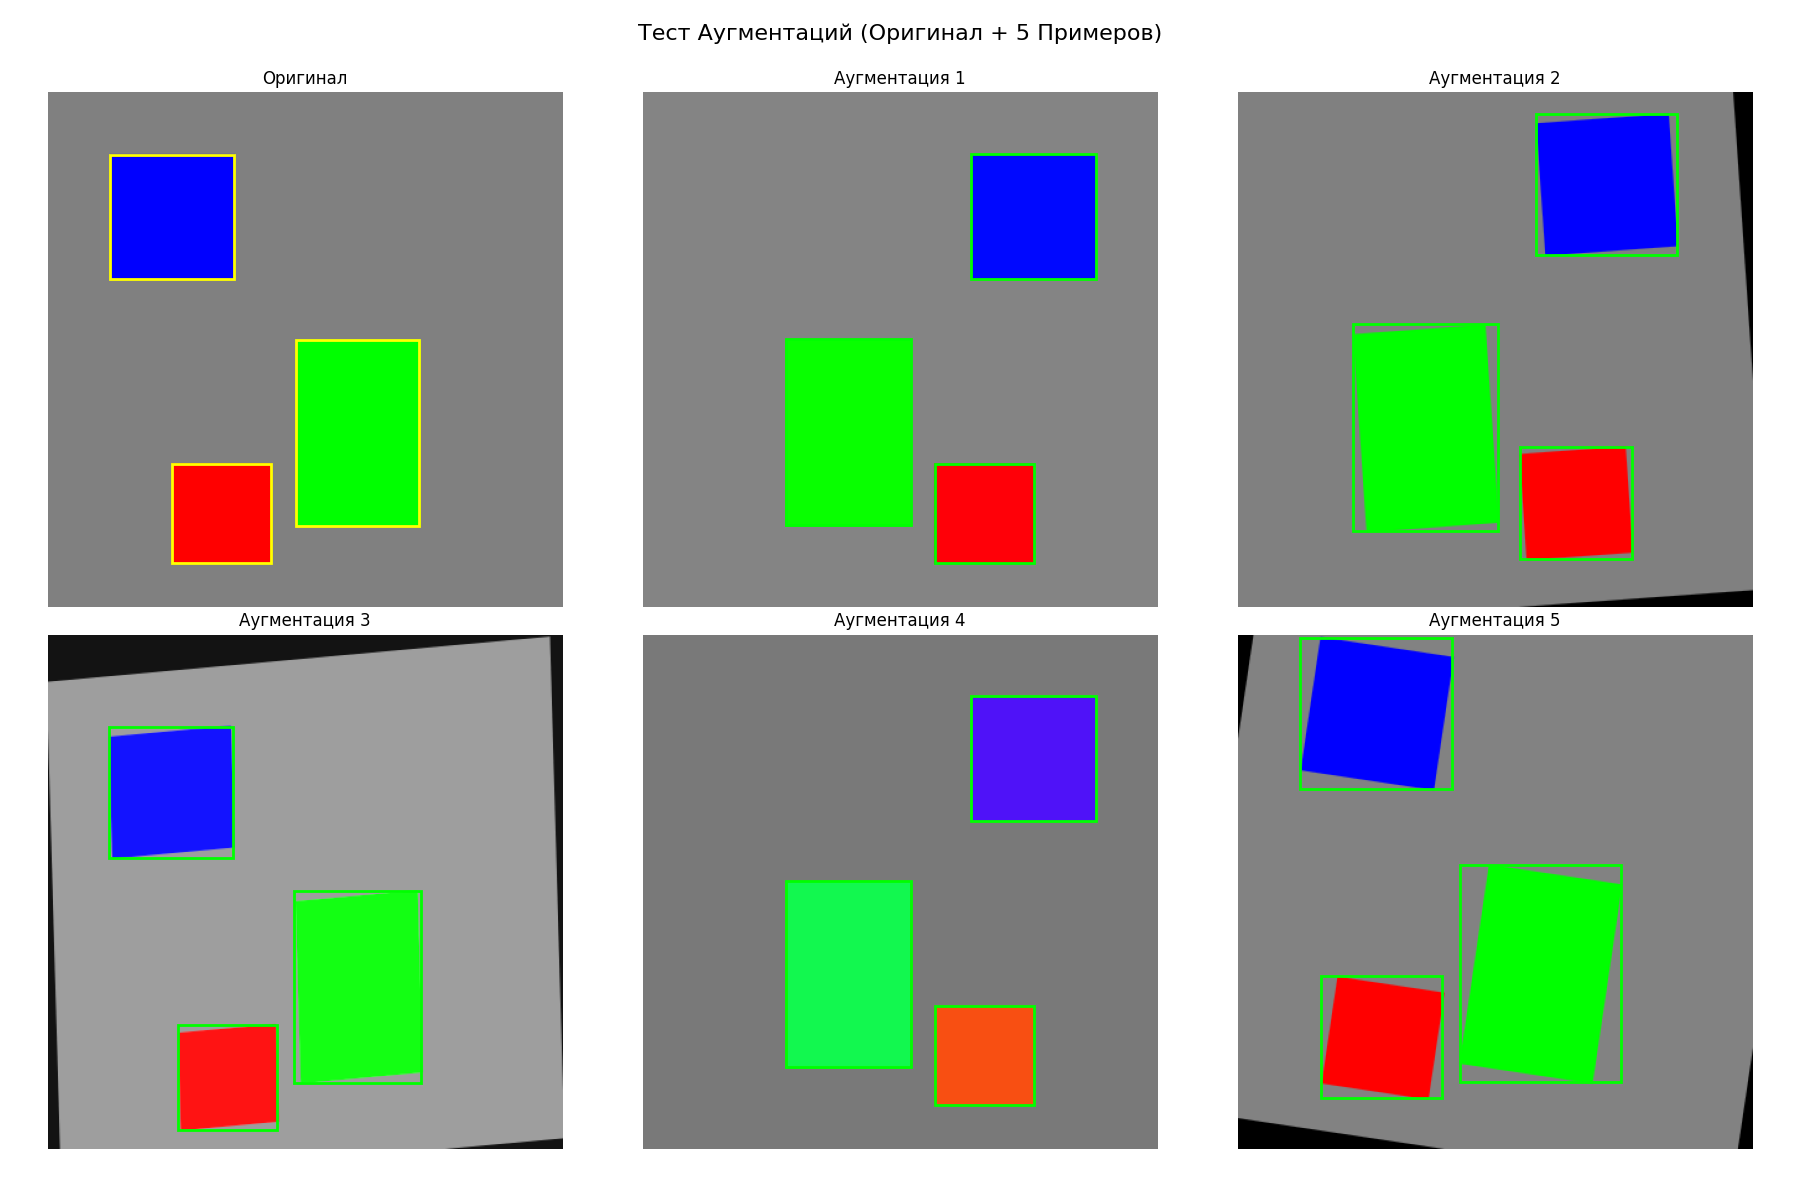 Тест Аугментаций (Оригинал + 5 Примеров)
Оригинал
Аугментация 1
Аугментация 2
Аугментация 3
Аугментация 4
Аугментация 5